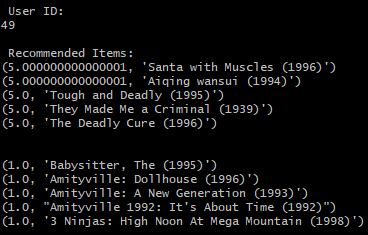 User ID:
49
Recommended Items:
(5.000000000000001, 'Santa with Muscles (1996)')
(5.000000000000001, 'Aiqing wansui (1994)')
(5.0, 'Tough and Deadly (1995)')
(5.0, 'They Made Me a Criminal (1939)')
(5.0, 'The Deadly Cure (1996)')
(1.0, 'Babysitter, The (1995)')
(1.0, 'Amityville: Dollhouse (1996)')
(1.0, 'Amityville: A New Generation (1993)')
(1.0, "Amityville 1992: It's About Time (1992)")
(1.0, '3 Ninjas: High Noon At Mega Mountain (1998)')